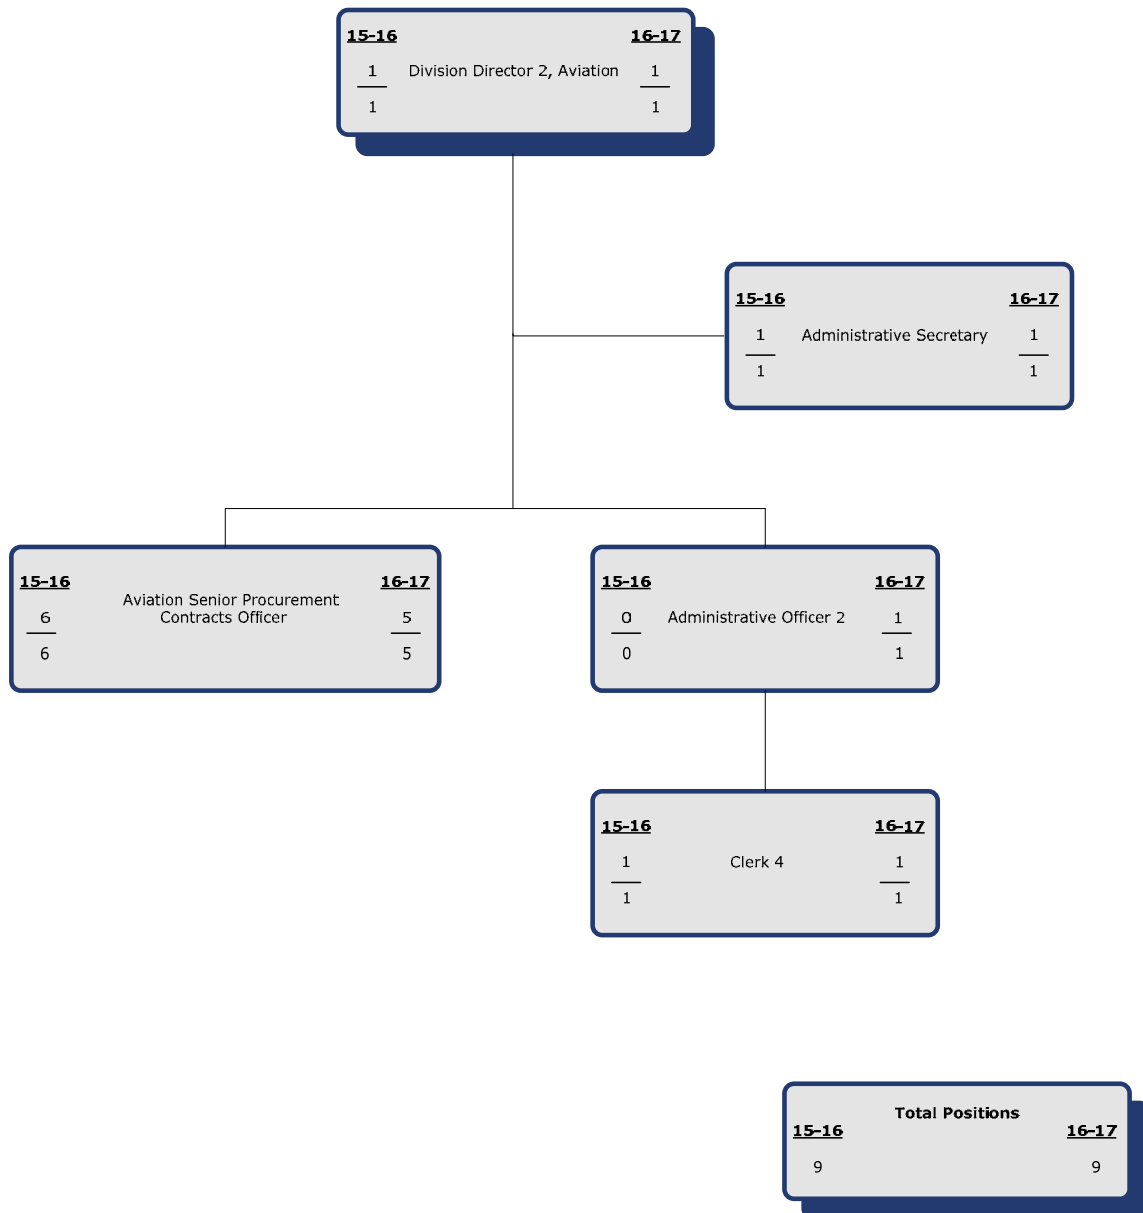 15-16 16-17
1 Division Director 2, Aviation 1
1 1
15-16 16-17
1 Administrative Secretary 1
1 1
15-16 16-17
Aviation Senior Procurement
6 Contracts Officer 5
6 5
15-16 16-17
0 Administrative Officer 2 1
0 1
15-16 16-17
1 Clerk 4 1
1 1
Total Positions
15-16 16-17
9 9